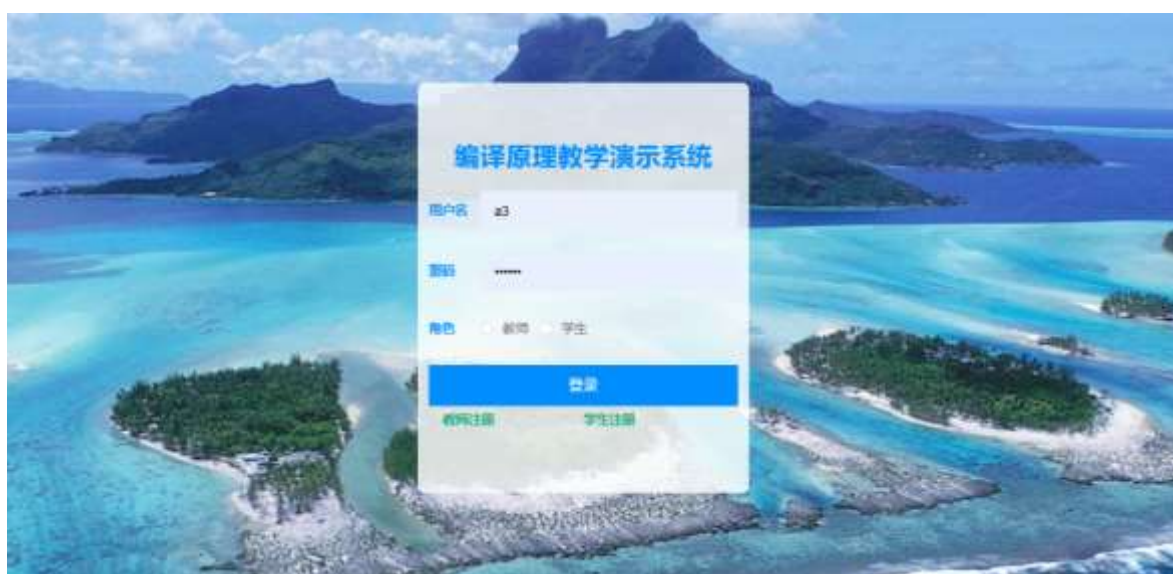 编译原理教学演示系统
用户名 a3
密码 ••••••
角色 教师 学生
登录
教师注册 学生注册